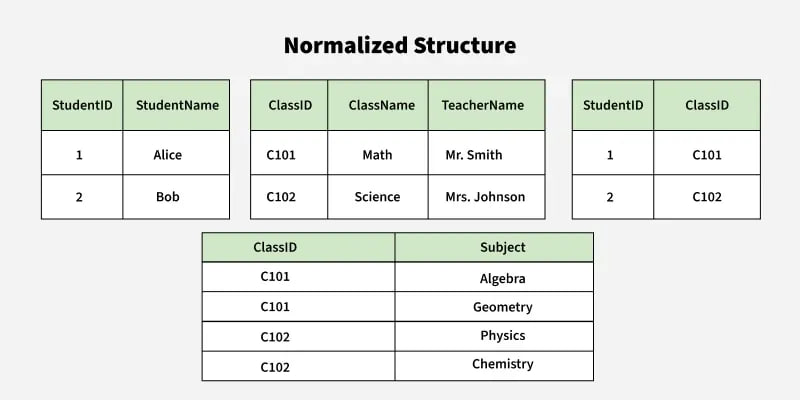 Normalized Structure
StudentID StudentName
1 Alice
2 Bob
ClassID ClassName TeacherName
C101 Math Mr. Smith
C102 Science Mrs. Johnson
StudentID ClassID
1 C101
2 C102
ClassID Subject
C101 Algebra
C101 Geometry
C102 Physics
C102 Chemistry